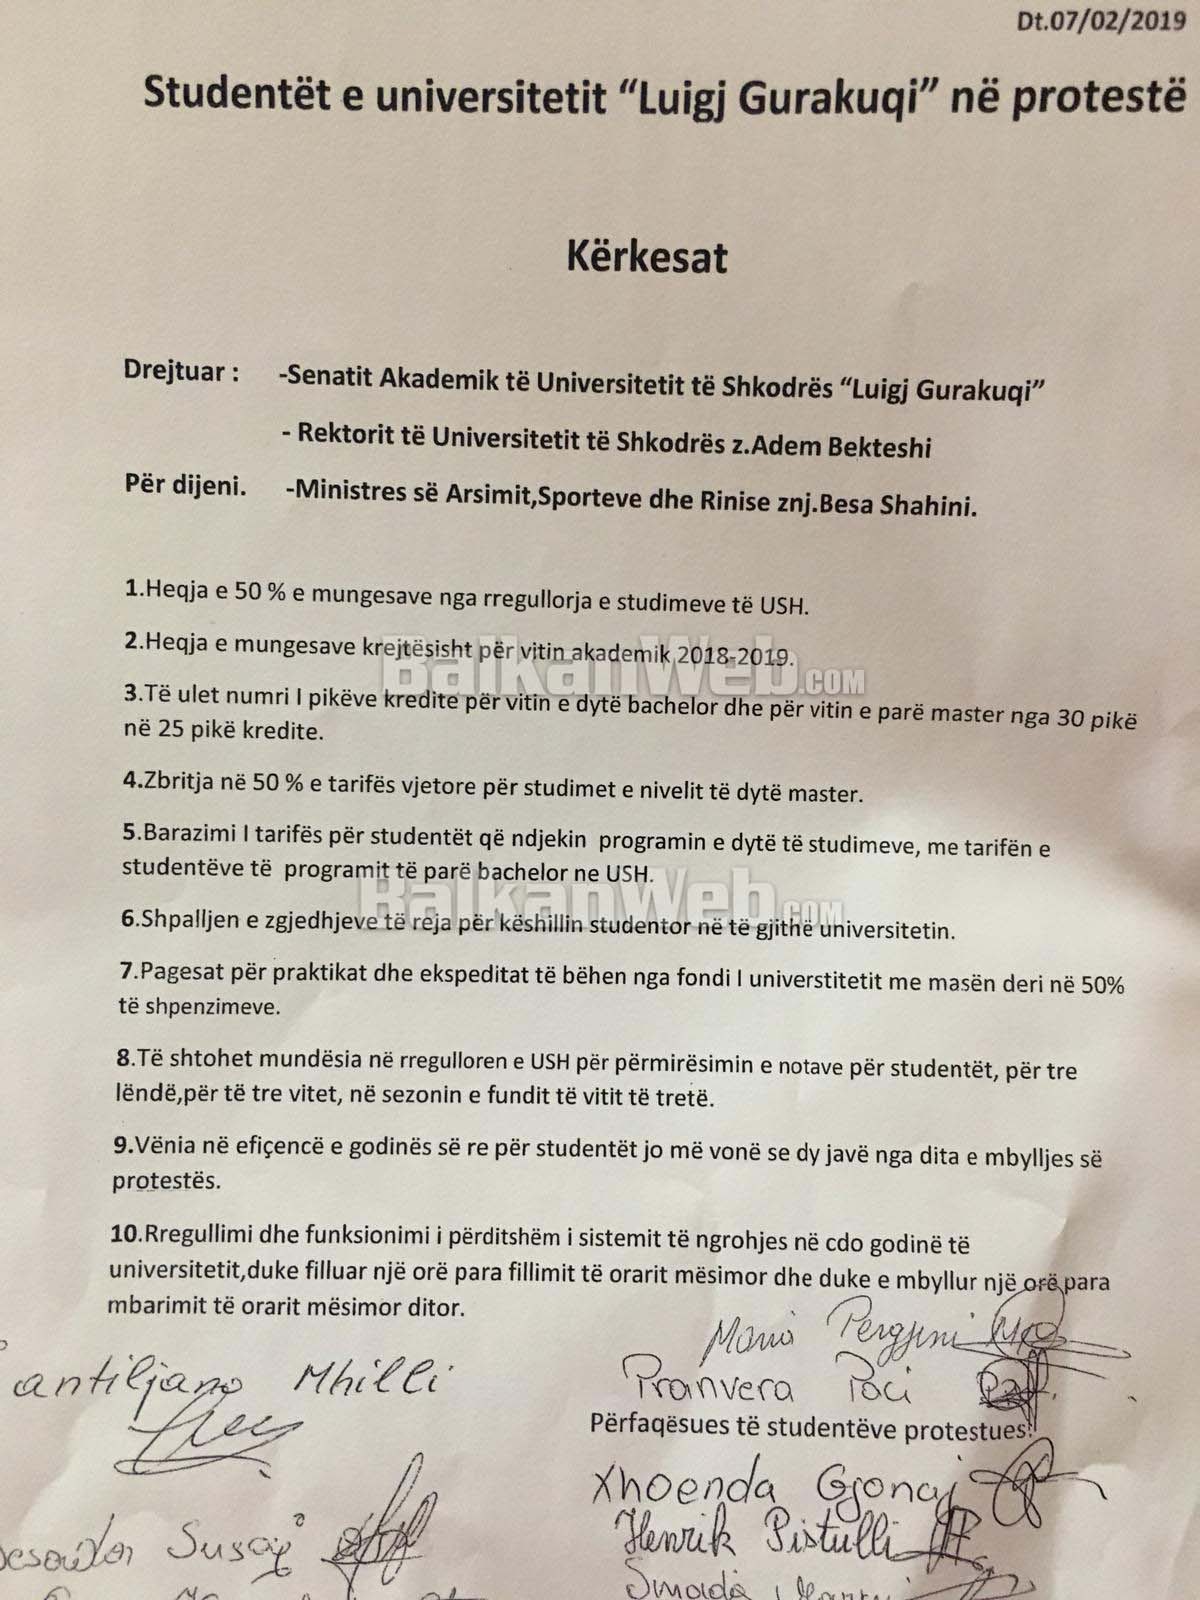 Dt.07/02/2019
Studentët e universitetit “Luigj Gurakuqi” në protestë
Kërkesat
Drejtuar : -Senatit Akademik të Universitetit të Shkodrës “Luigj Gurakuqi”
- Rektorit të Universitetit të Shkodrës z.Adem Bekteshi
Për dijeni. -Ministres së Arsimit,Sporteve dhe Rinise znj.Besa Shahini.
1.Heqja e 50 % e mungesave nga rregullorja e studimeve të USH.
2.Heqja e mungesave krejtësisht për vitin akademik 2018-2019.
BalkanWeb.COM
3.Të ulet numri I pikëve kredite për vitin e dytë bachelor dhe për vitin e parë master nga 30 pikë
në 25 pikë kredite.
4.Zbritja në 50 % e tarifës vjetore për studimet e nivelit të dytë master.
5.Barazimi I tarifës për studentët që ndjekin programin e dytë të studimeve, me tarifën e
studentëve të programit të parë bachelor ne USH.
BalkanWeb.COM
6.Shpalljen e zgjedhjeve të reja për këshillin studentor në të gjithë universitetin.
7.Pagesat për praktikat dhe ekspeditat të bëhen nga fondi I universtitetit me masën deri në 50%
të shpenzimeve.
8.Të shtohet mundësia në rregulloren e USH për përmirësimin e notave për studentët, për tre
lëndë,për të tre vitet, në sezonin e fundit të vitit të tretë.
9.Vënia në efiçencë e godinës së re për studentët jo më vonë se dy javë nga dita e mbylljes së
protestës.
10.Rregullimi dhe funksionimi i përditshëm i sistemit të ngrohjes në cdo godinë të
universitetit,duke filluar një orë para fillimit të orarit mësimor dhe duke e mbyllur një orë para
mbarimit të orarit mësimor ditor.
Maria Pergjini
antiljano Mhilli
Pranvera Poci
Përfaqësues të studentëve protestues:
Xhoenda Gjonaj
Henrik Pistulli
Susaj